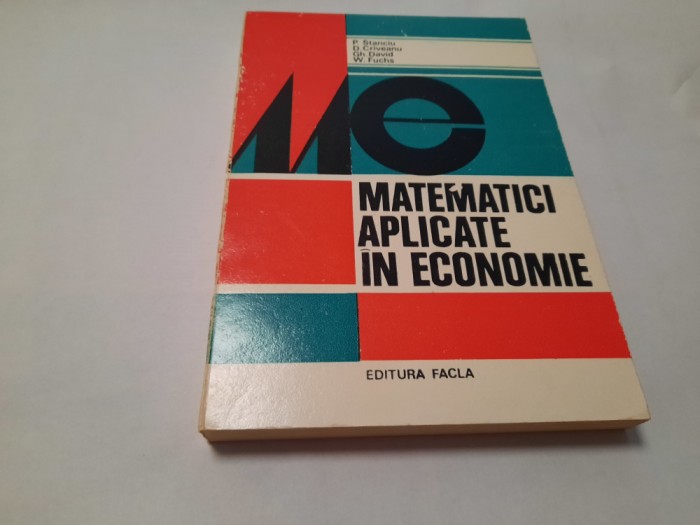 P. Stanciu
D. Criveanu
Gh. David
W. Fuchs
Me
MATEMATICI
APLICATE
ÎN ECONOMIE
EDITURA FACLA